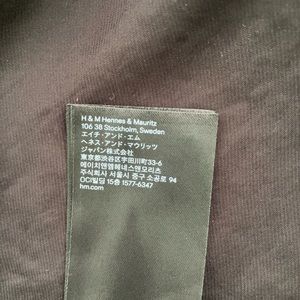 H & M Hennes & Mauritz
106 38 Stockholm, Sweden
エイチ・アンド・エム
ヘネス・アンド・マウリッツ
ジャパン株式会社
東京都渋谷区宇田川町33-6
에이치앤엠헤네스앤모리츠
주식회사 서울시 중구 소공로 94
OCI빌딩 15층 1577-6347
hm.com